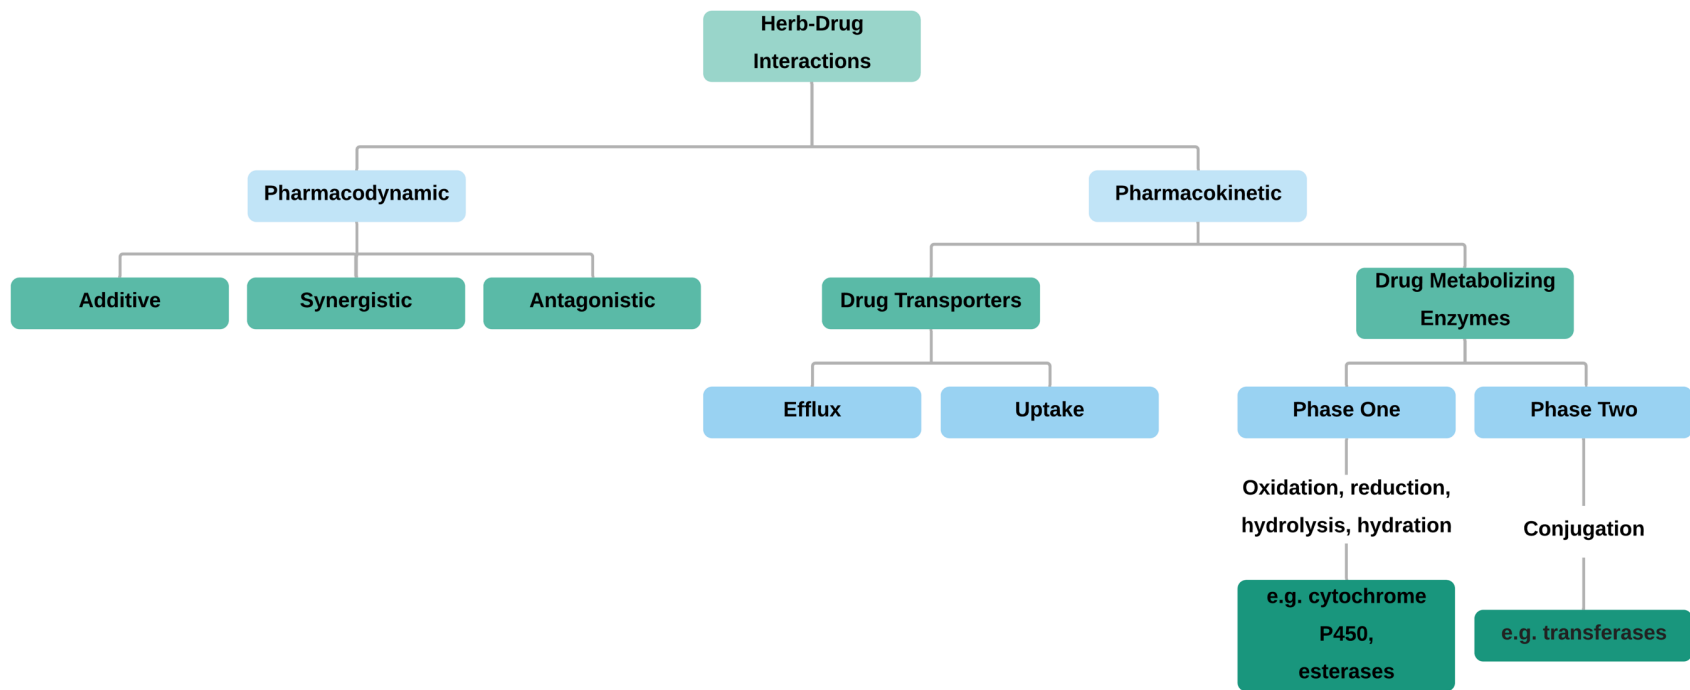 Herb-Drug
Interactions
Pharmacodynamic
Pharmacokinetic
Additive
Synergistic
Antagonistic
Drug Transporters
Drug Metabolizing
Enzymes
Efflux
Uptake
Phase One
Phase Two
Oxidation, reduction,
hydrolysis, hydration
Conjugation
e.g. cytochrome
P450,
esterases
e.g. transferases